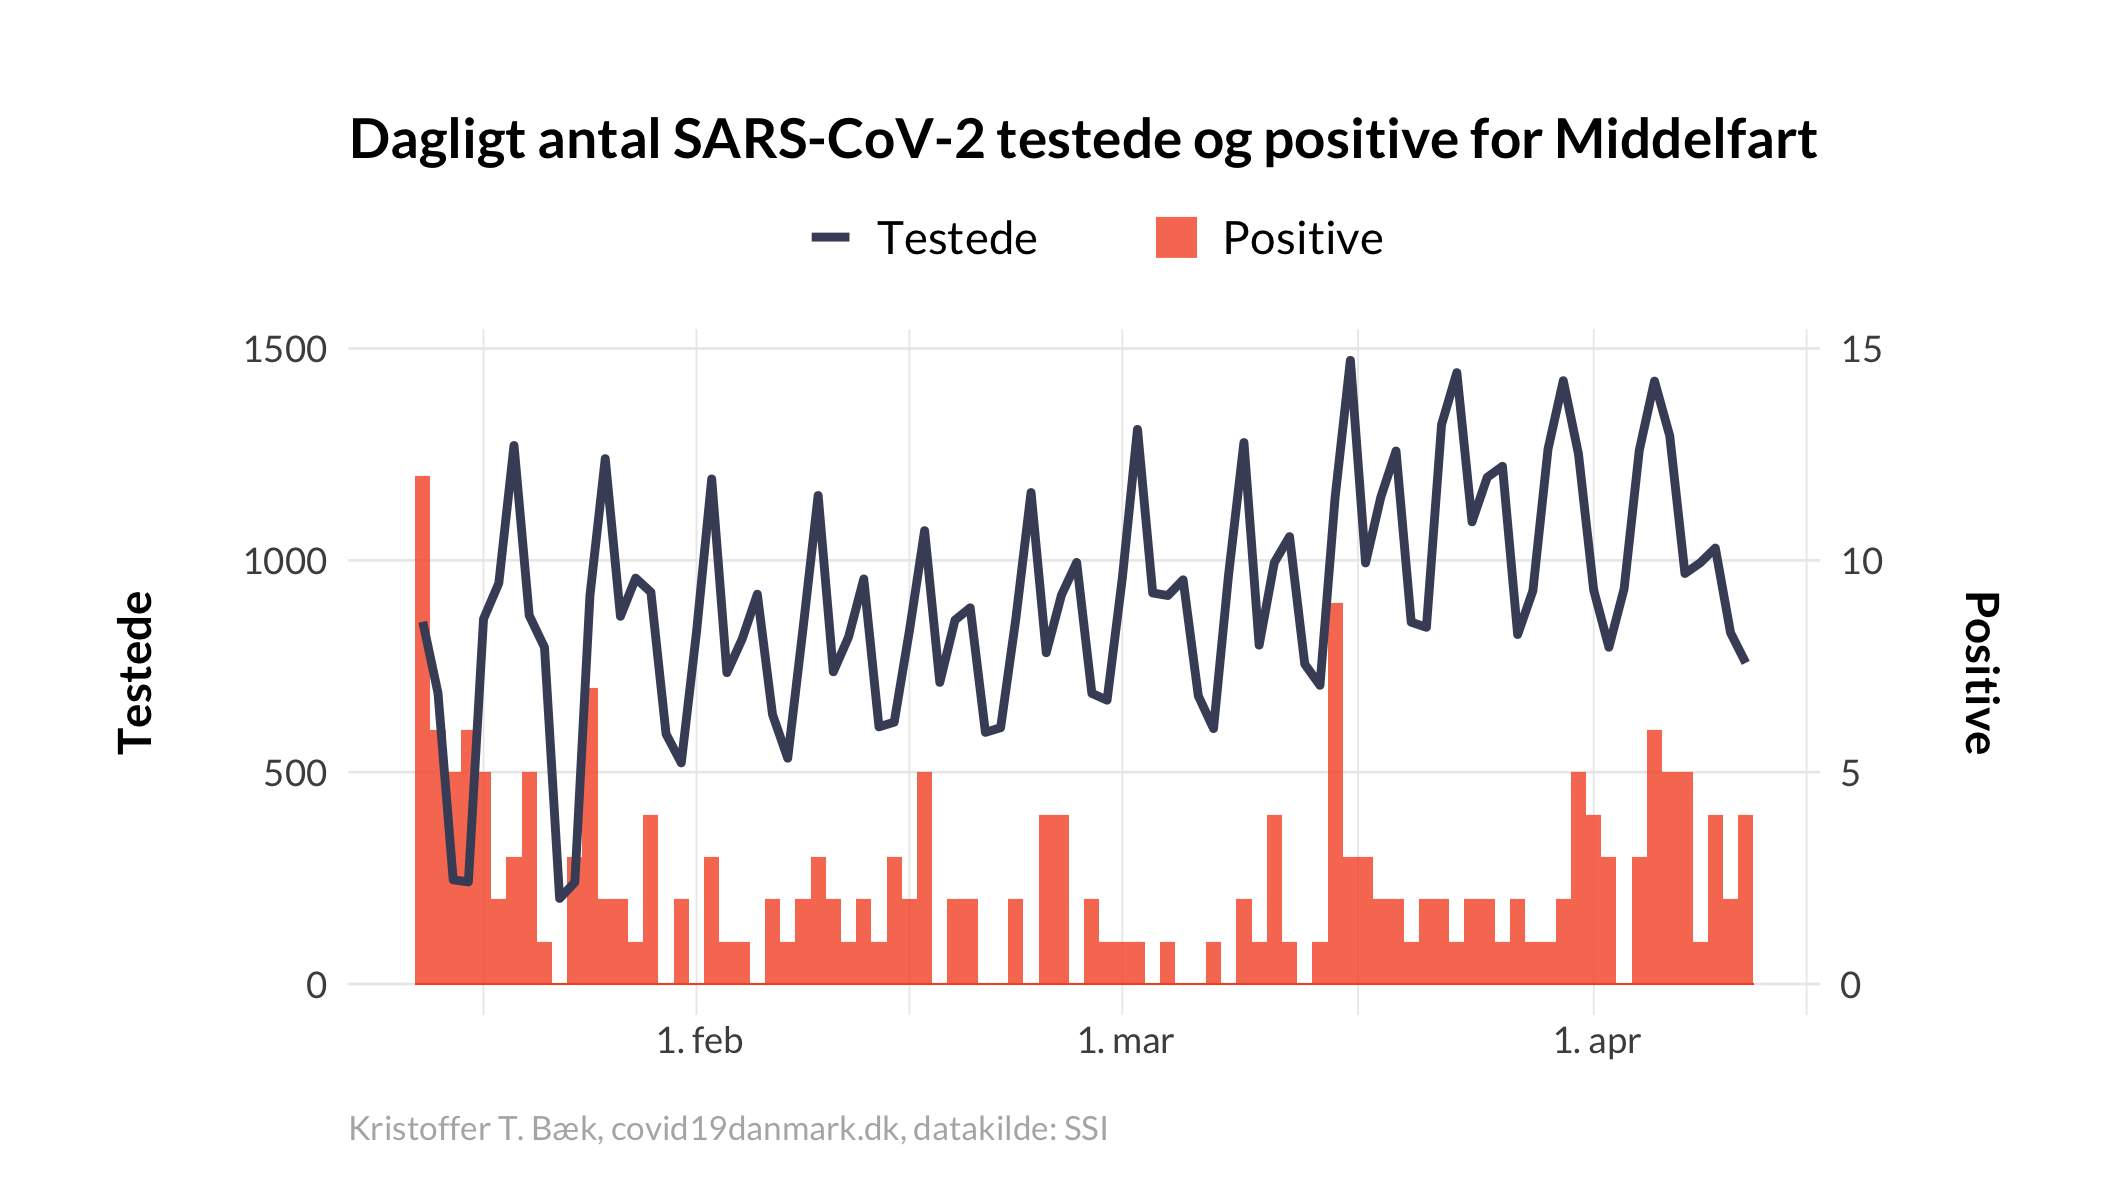 Dagligt antal SARS-CoV-2 testede og positive for Middelfart
Testede
Positive
1500
1000
500
0
15
10
5
0
Testede
Positive
1. feb
1. mar
1. apr
Kristoffer T. Bæk, covid19danmark.dk, datakilde: SSI